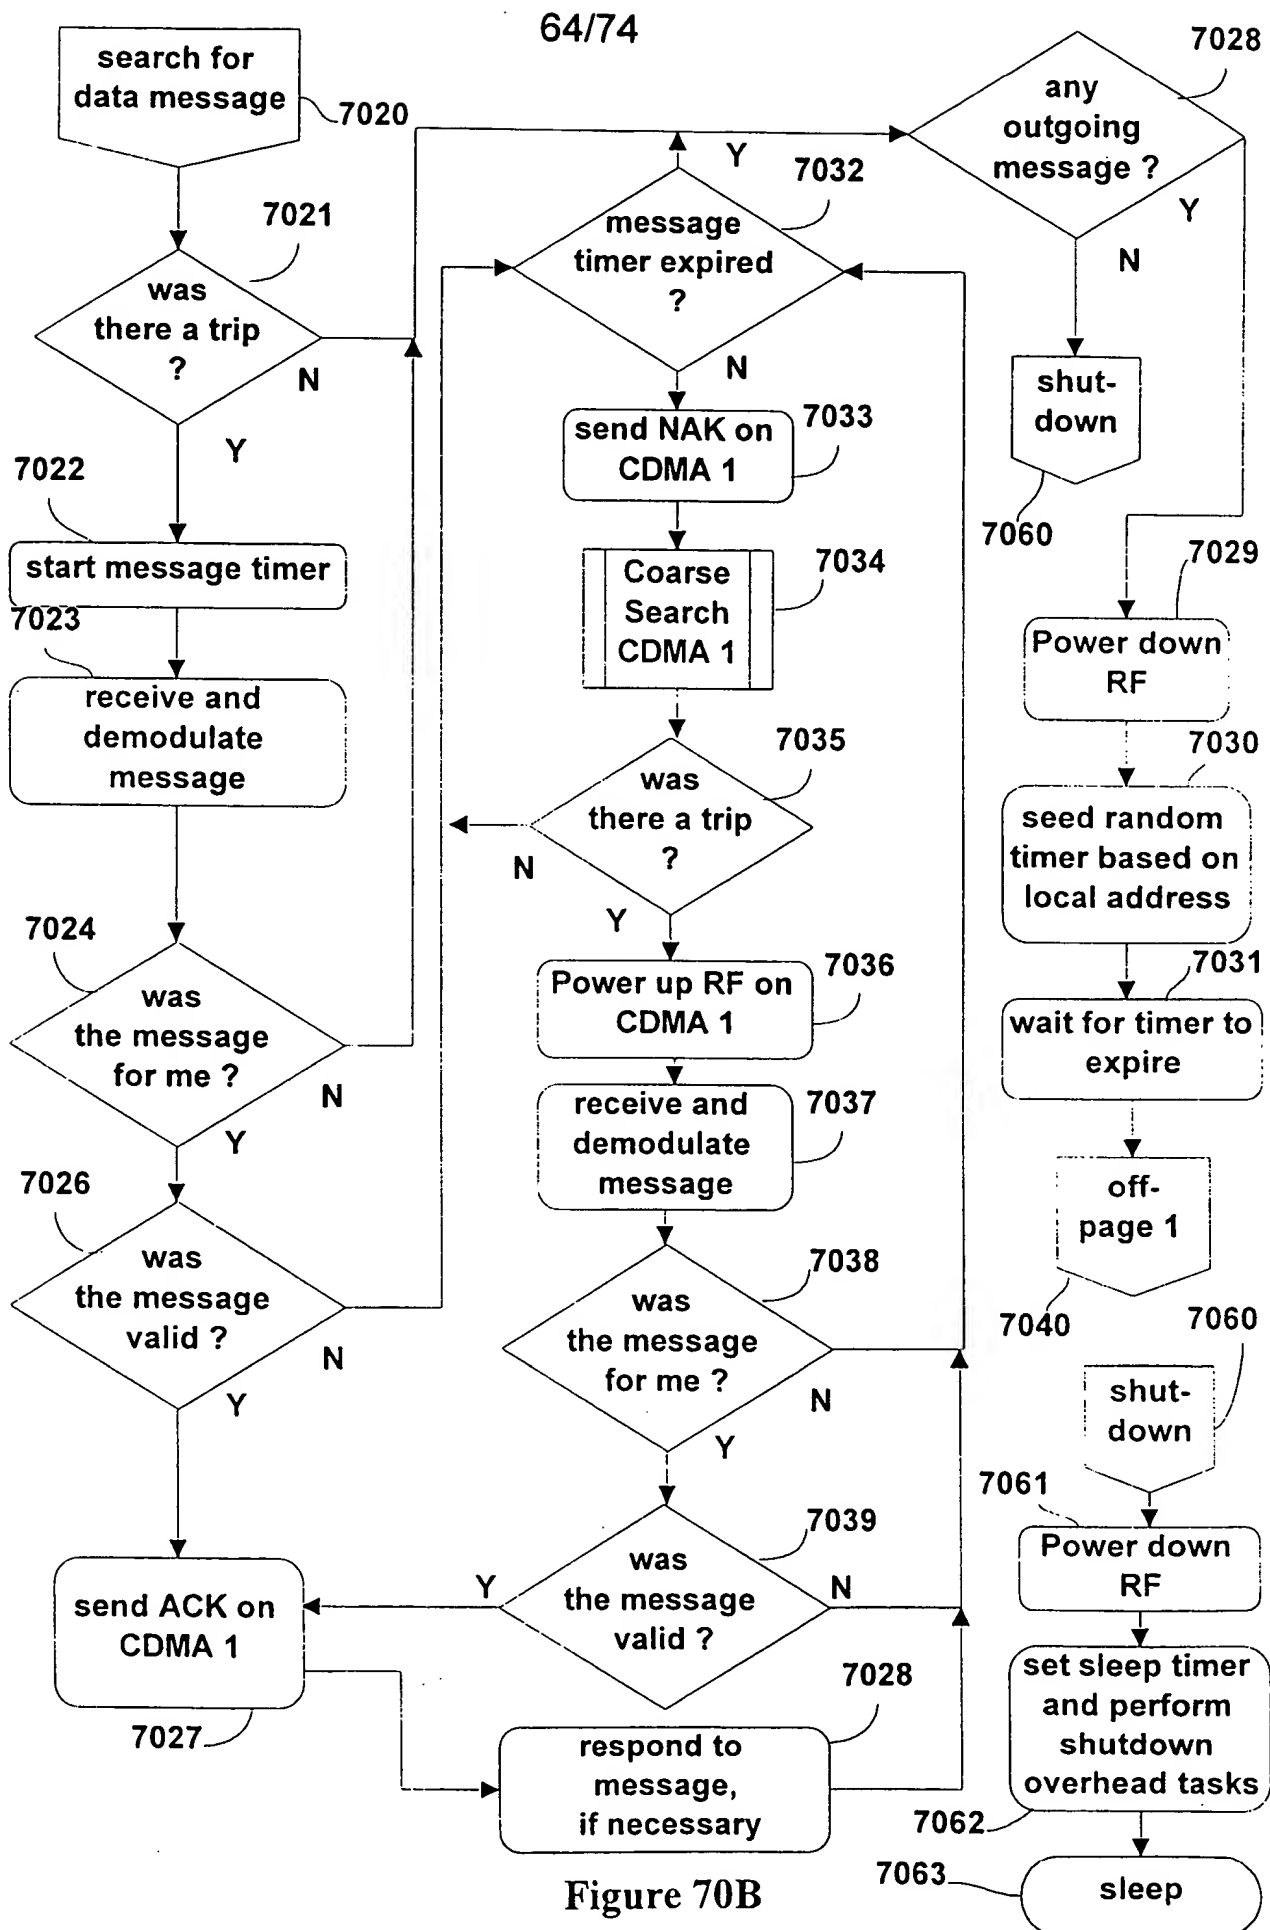 64/74
search for
data message
7020
7021
was
there a trip
?
N
Y
7022
start message timer
7023
receive and
demodulate
message
7024
was
the message
for me ?
N
Y
7026
was
the message
valid ?
N
Y
send ACK on
CDMA 1
7027
Y
7032
message
timer expired
?
N
send NAK on
CDMA 1
7033
Coarse
Search
CDMA 1
7034
7035
was
there a trip
?
N
Y
Power up RF on
CDMA 1
7036
receive and
demodulate
message
7037
7038
was
the message
for me ?
N
Y
7039
was
the message
valid ?
Y
N
7028
respond to
message,
if necessary
7028
any
outgoing
message ?
Y
N
shut-
down
7060
7029
Power down
RF
7030
seed random
timer based on
local address
7031
wait for timer to
expire
off-
page 1
7040
7060
shut-
down
7061
Power down
RF
set sleep timer
and perform
shutdown
overhead tasks
7062
7063
sleep
Figure 70B